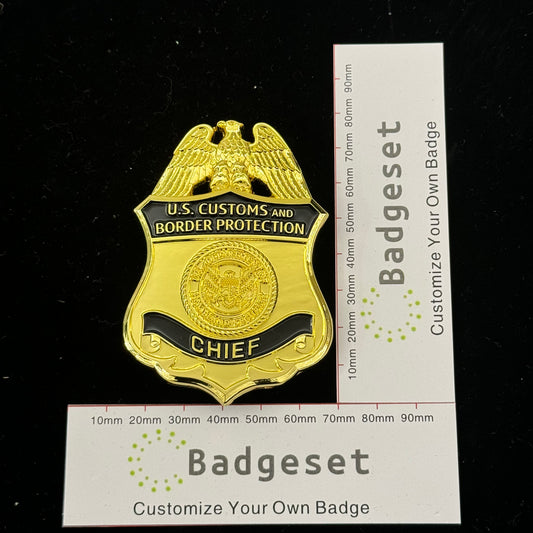 U.S. CUSTOMS AND
BORDER PROTECTION
CHIEF
10mm 20mm 30mm 40mm 50mm 60mm 70mm 80mm 90mm
Badgeset
Customize Your Own Badge
10mm 20mm 30mm 40mm 50mm 60mm 70mm 80mm 90mm
Badgeset
Customize Your Own Badge